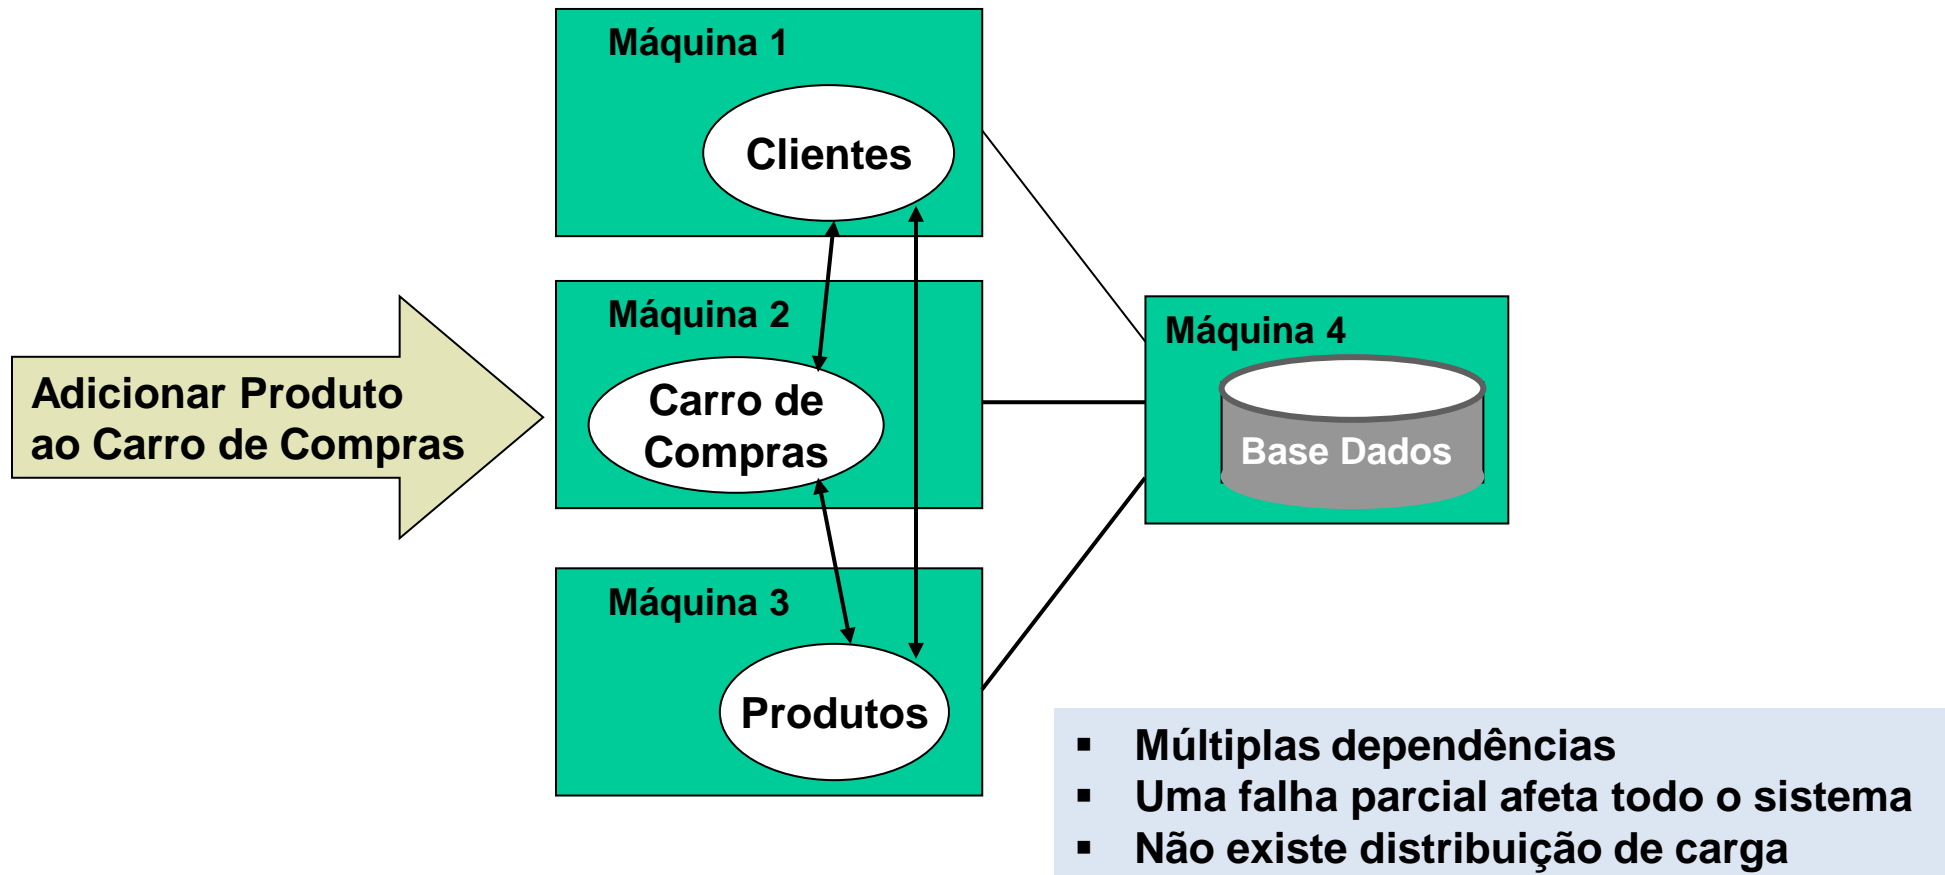 Máquina 1
Clientes
Adicionar Produto
ao Carro de Compras
Máquina 2
Carro de
Compras
Máquina 3
Produtos
Máquina 4
Base Dados
▪ Múltiplas dependências
▪ Uma falha parcial afeta todo o sistema
▪ Não existe distribuição de carga